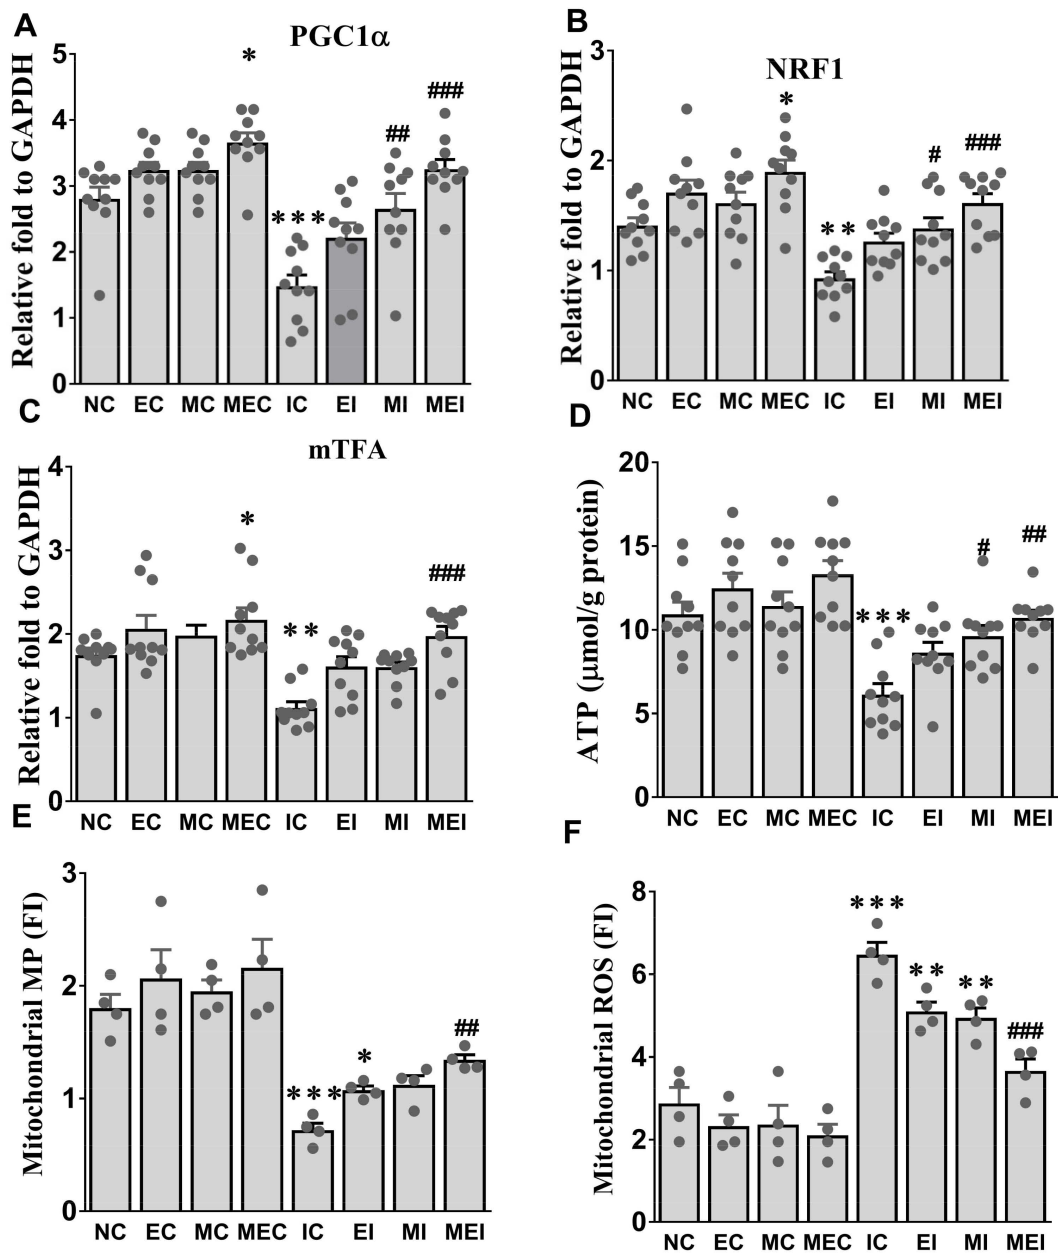 A
PGC1α
Relative fold to GAPDH
5
4
3
2
1
0
*
***
##
###
NC EC MC MEC IC EI MI MEI
B
NRF1
Relative fold to GAPDH
3
2
1
0
*
**
#
###
NC EC MC MEC IC EI MI MEI
C
mTFA
Relative fold to GAPDH
4
3
2
1
0
*
**
###
NC EC MC MEC IC EI MI MEI
D
ATP (μmol/g protein)
20
15
10
5
0
***
#
##
NC EC MC MEC IC EI MI MEI
E
Mitochondrial MP (FI)
3
2
1
0
***
*
##
NC EC MC MEC IC EI MI MEI
F
Mitochondrial ROS (FI)
8
6
4
2
0
***
**
**
###
NC EC MC MEC IC EI MI MEI